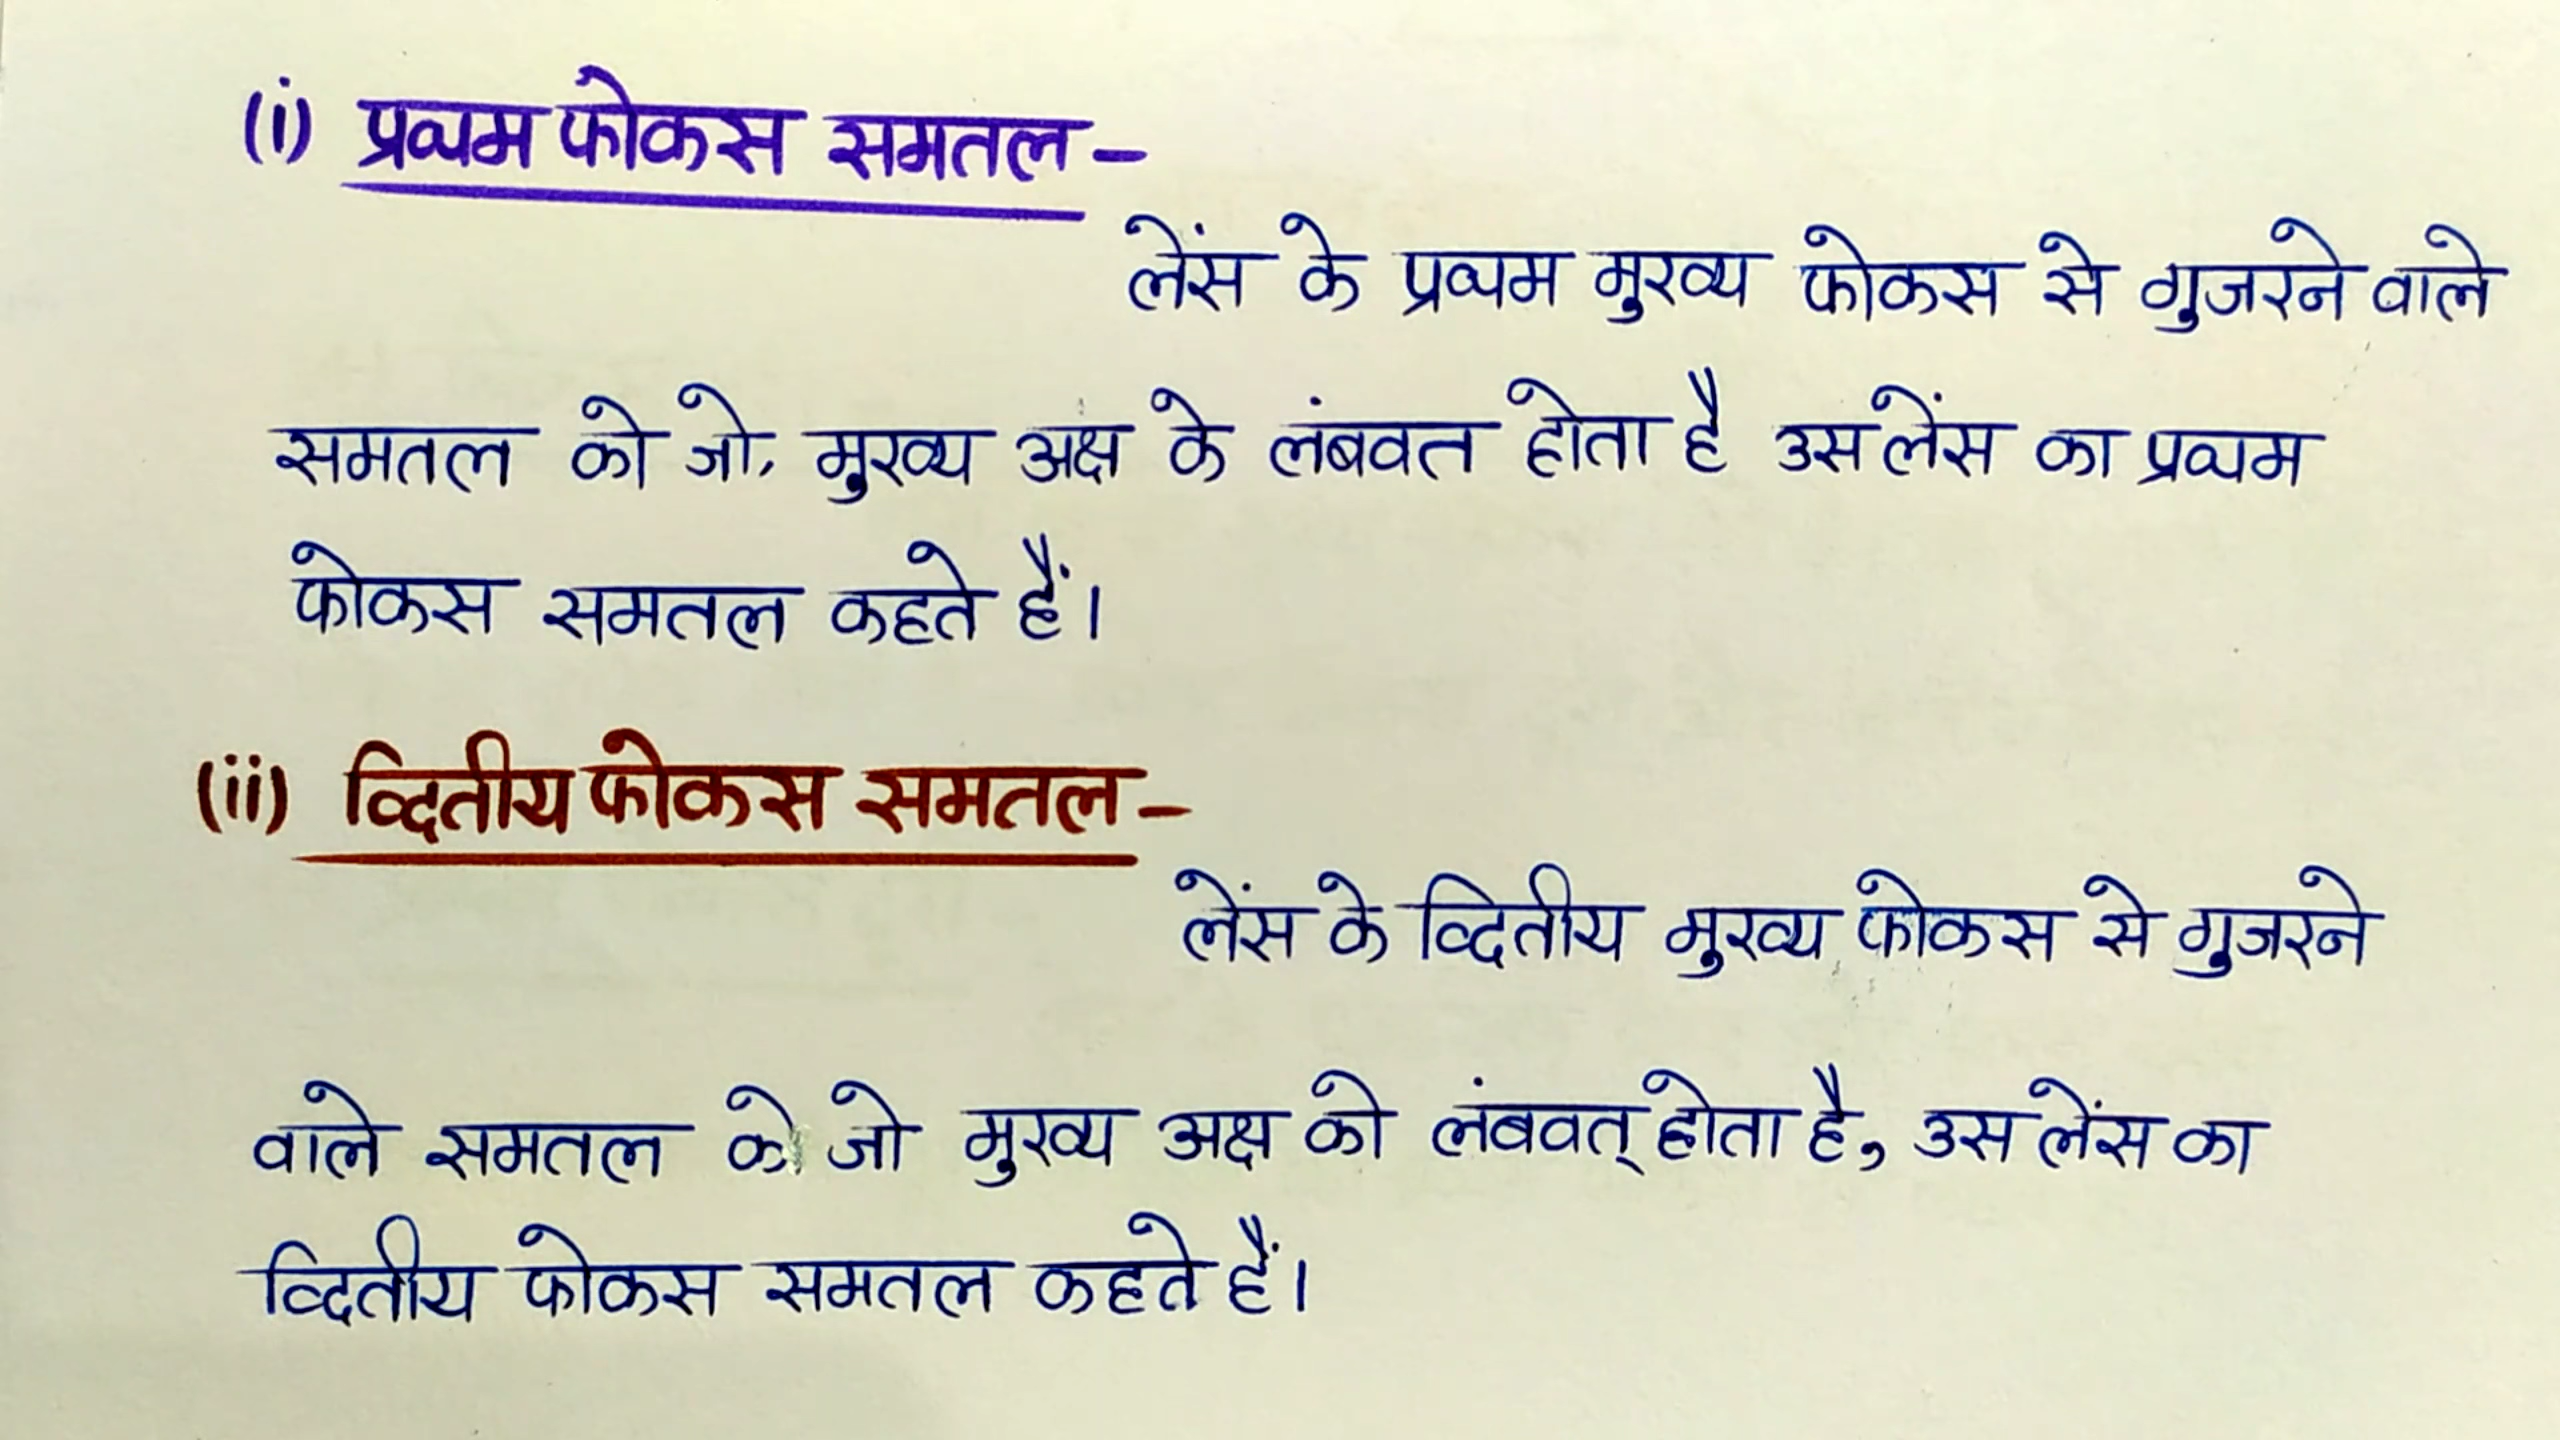 (i) प्रथम फोकस समतल –
लेंस के प्रथम मुख्य फोकस से गुजरने वाले
समतल को जो, मुख्य अक्ष के लंबवत होता है उस लेंस का प्रथम
फोकस समतल कहते हैं।
(ii) द्वितीय फोकस समतल –
लेंस के द्वितीय मुख्य फोकस से गुजरने
वाले समतल को जो मुख्य अक्ष को लंबवत् होता है, उस लेंस का
द्वितीय फोकस समतल कहते हैं।